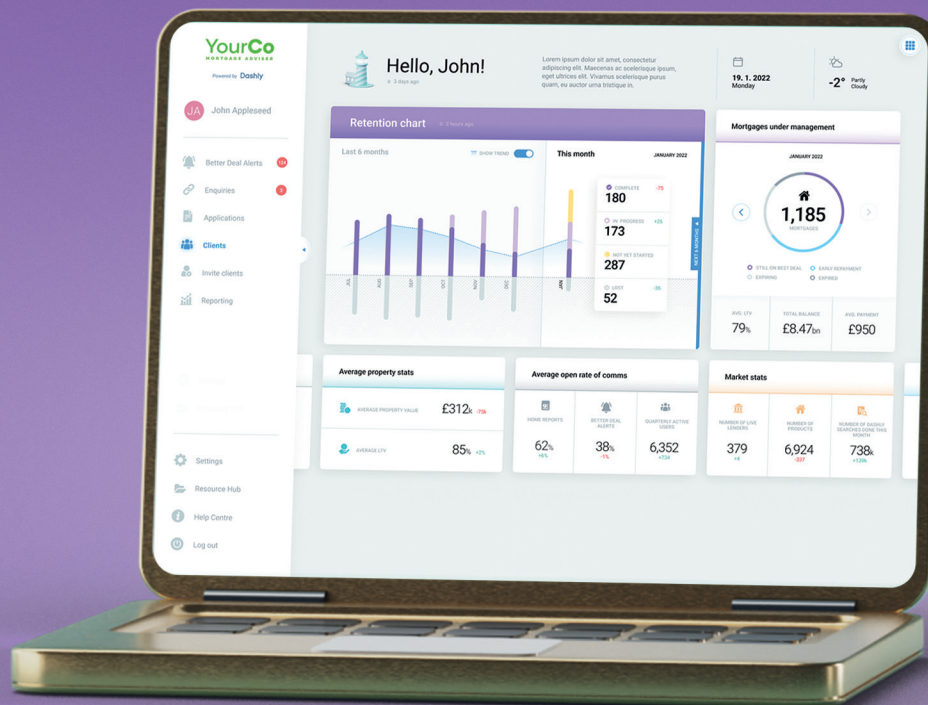 YourCo
MORTGAGE ADVISER
Powered by Dashly
JA John Appleseed
Better Deal Alerts
Enquiries
Applications
Clients
Invite clients
Reporting
Settings
Resource Hub
Help Centre
Log out
Hello, John!
3 days ago
Lorem ipsum dolor sit amet, consectetur
adipiscing elit. Maecenas ac scelerisque ipsum,
eget ultrices elit. Vivamus scelerisque purus
quam, eu auctor urna tristique in.
19. 1. 2022
Monday
-2° Partly
Cloudy
Retention chart
Last 6 months
SHOW TREND
JUL
AUG
SEP
OCT
NOV
DEC
This month
JANUARY 2022
JAN
COMPLETE -75
180
IN PROGRESS +25
173
NOT YET STARTED
287
LOST
52
Mortgages under management
JANUARY 2022
1,185
MORTGAGES
STILL ON BEST DEAL
EARLY REPAYMENT
EXPIRING
EXPIRED
AVG. LTV
79%
TOTAL BALANCE
£8.47bn
AVG. PAYMENT
£950
Average property stats
AVERAGE PROPERTY VALUE £312k -70k
AVERAGE LTV 85% +2%
Average open rate of comms
HOME REPORTS
62%
+6%
BETTER DEAL
ALERTS
38%
-1%
QUARTERLY ACTIVE
USERS
6,352
+734
Market stats
NUMBER OF LIVE
LENDERS
379
NUMBER OF
PRODUCTS
6,924
-337
NUMBER OF DASHLY
SEARCHES DONE THIS
MONTH
738k